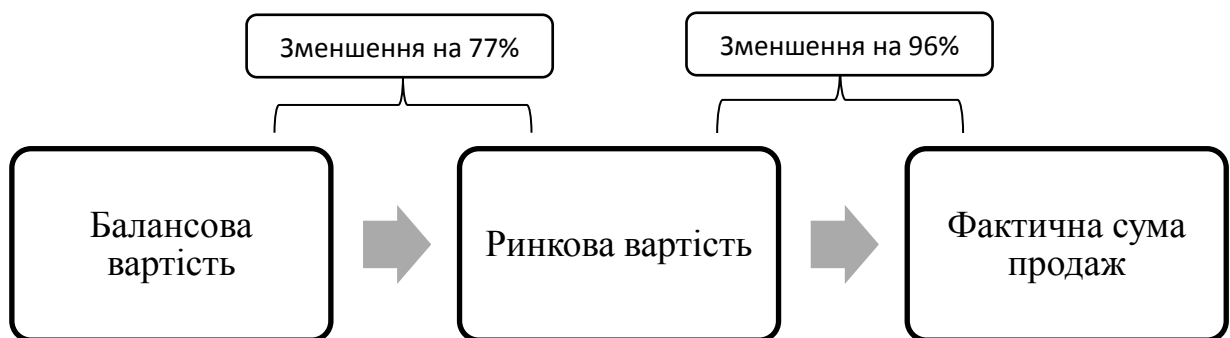 Зменшення на 77%
Зменшення на 96%
Балансова
вартість
Ринкова вартість
Фактична сума
продаж